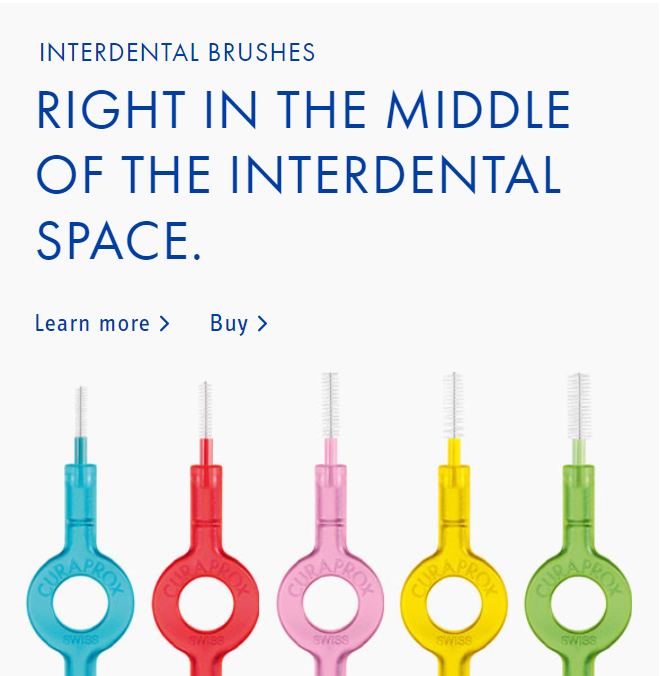 INTERDENTAL BRUSHES
RIGHT IN THE MIDDLE
OF THE INTERDENTAL
SPACE.
Learn more > Buy >
CURAPROX CURAPROX CURAPROX CURAPROX CURAPROX
SWISS SWISS SWISS SWISS SWISS